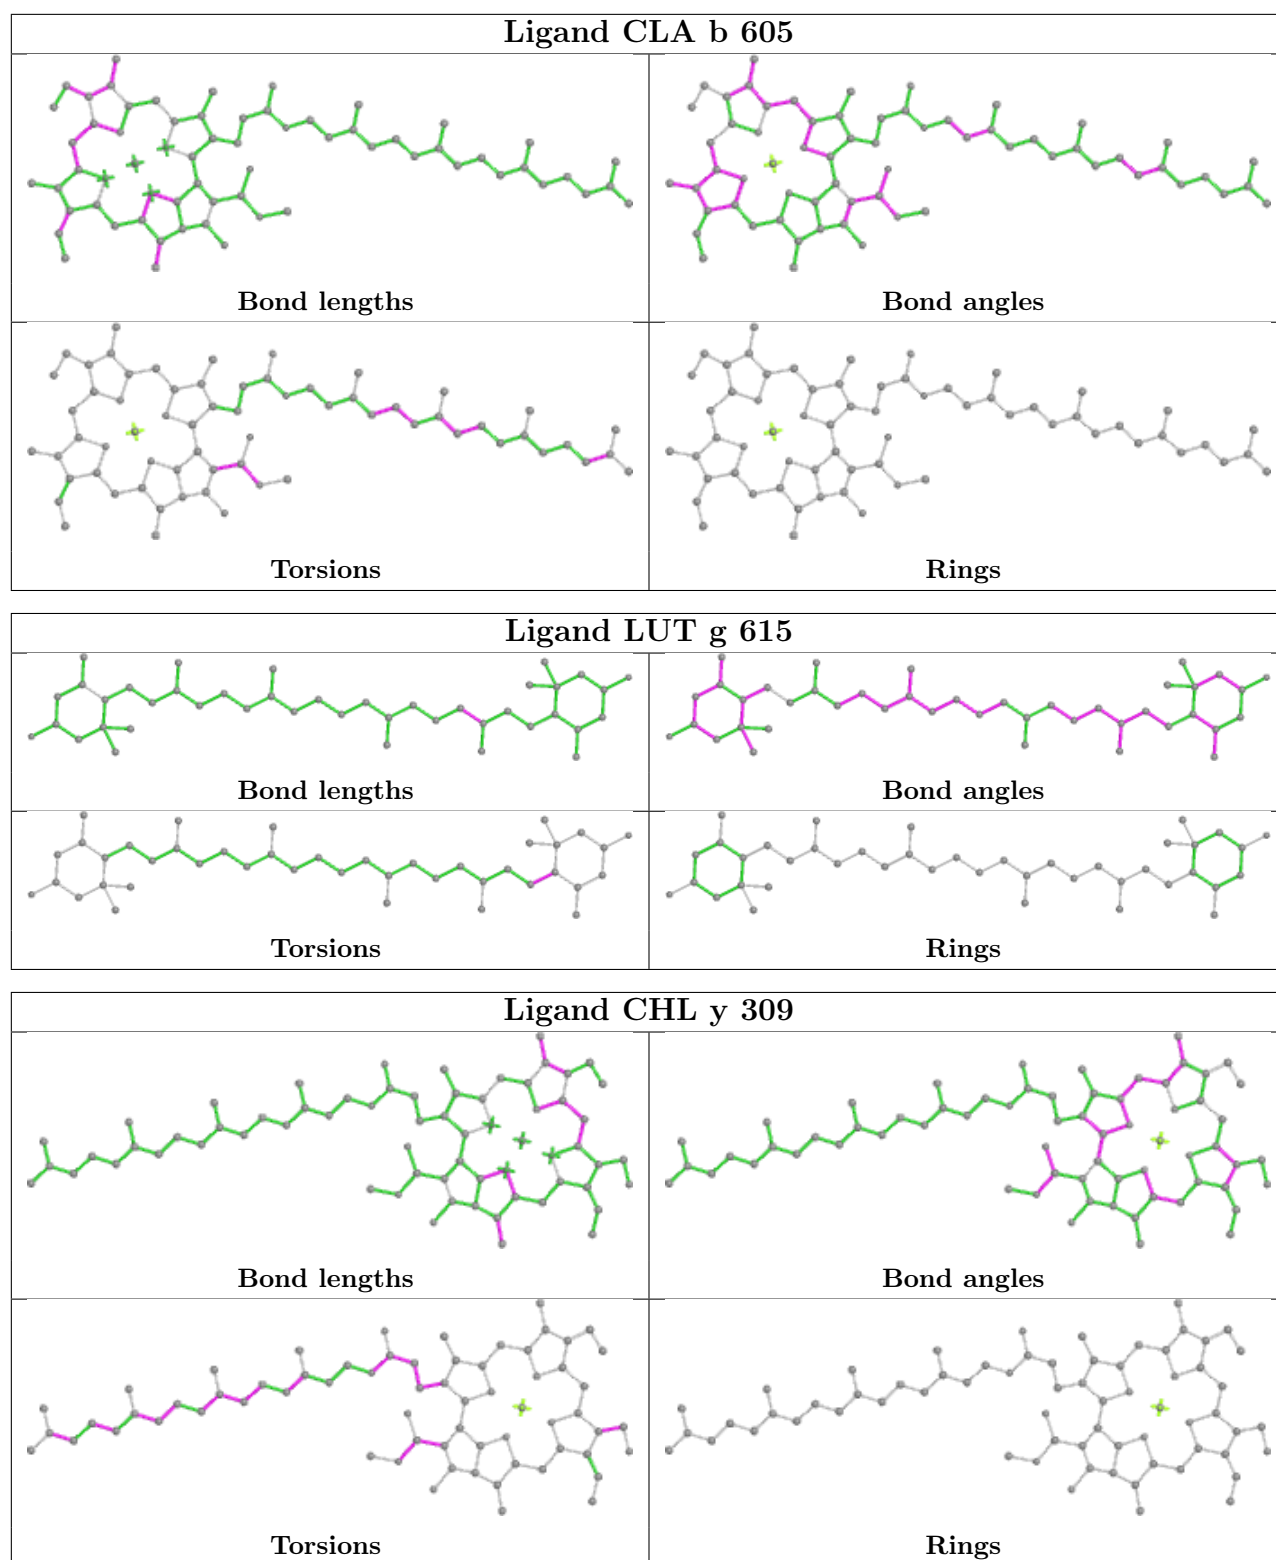 Ligand CLA b 605
Bond lengths
Bond angles
Torsions
Rings
Ligand LUT g 615
Bond lengths
Bond angles
Torsions
Rings
Ligand CHL y 309
Bond lengths
Bond angles
Torsions
Rings